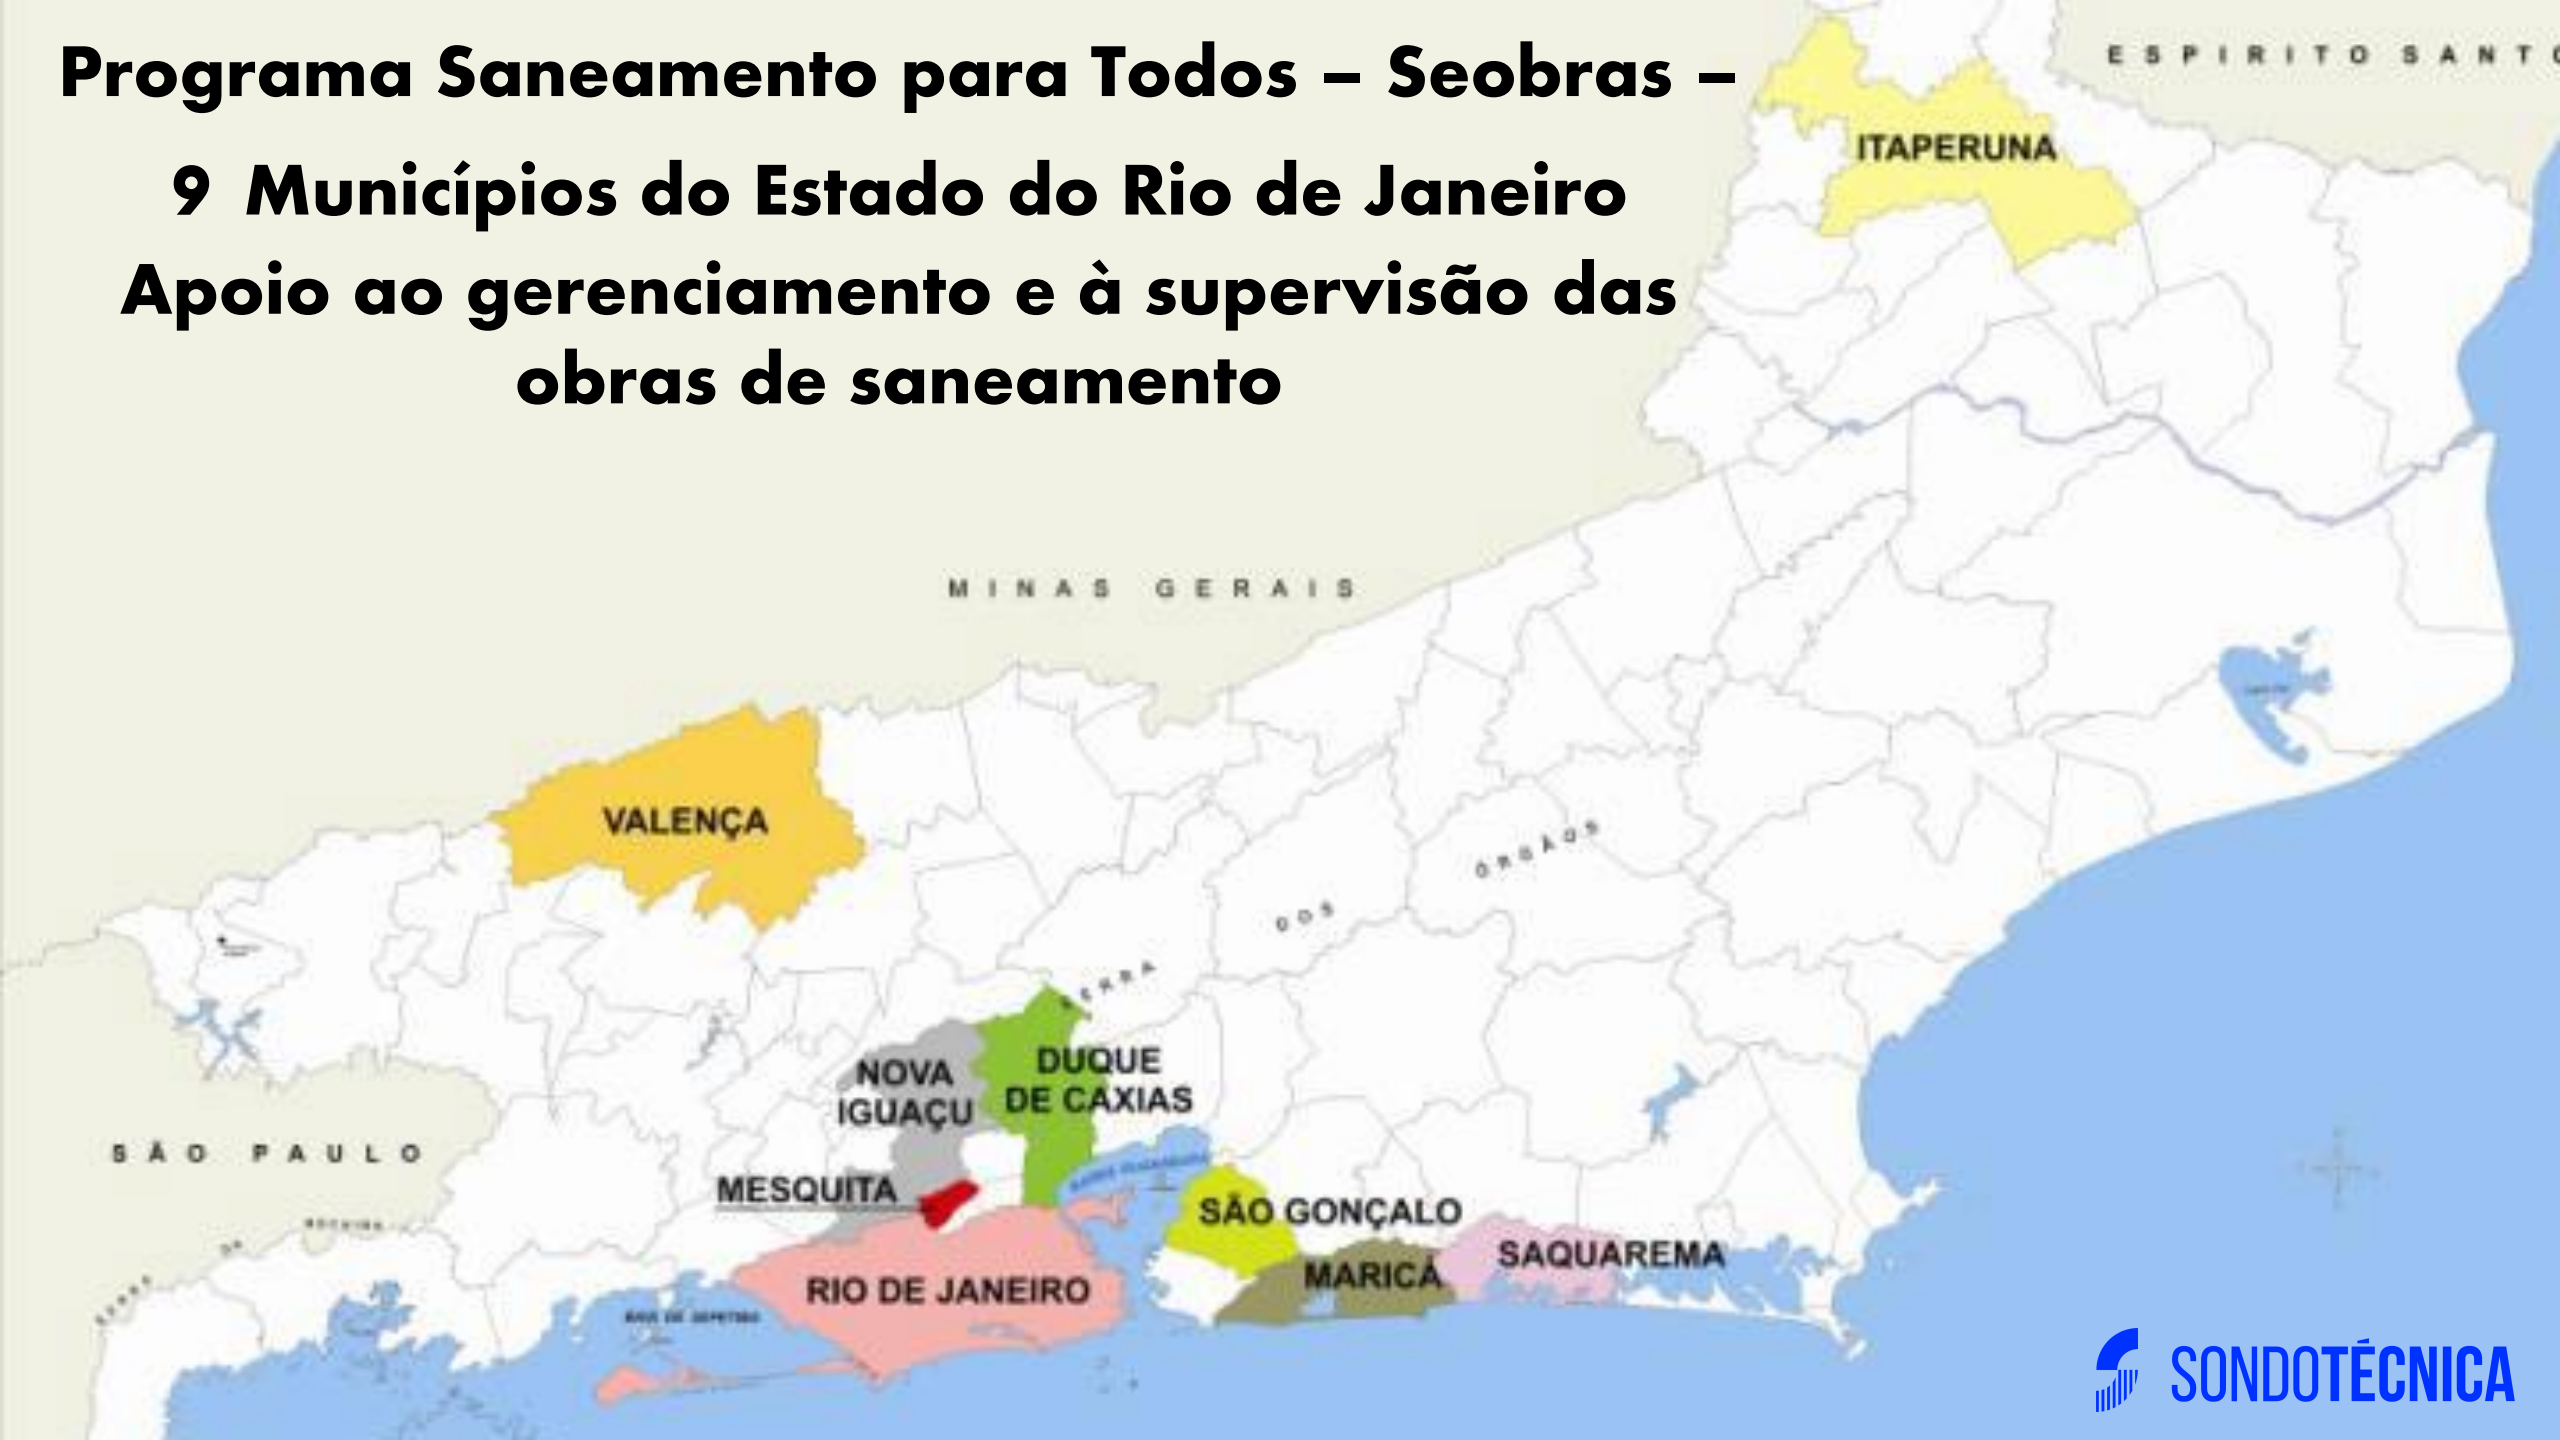 Programa Saneamento para Todos – Seobras –
9 Municípios do Estado do Rio de Janeiro
Apoio ao gerenciamento e à supervisão das
obras de saneamento
ESPIRITO SANTO
ITAPERUNA
MINAS GERAIS
VALENÇA
ÓRGÃOS
DOS
SERRA
NOVA
IGUAÇU
DUQUE
DE CAXIAS
SÃO PAULO
MESQUITA
SÃO GONÇALO
SAQUAREMA
MARICÁ
RIO DE JANEIRO
DA
SONDOTÉCNICA